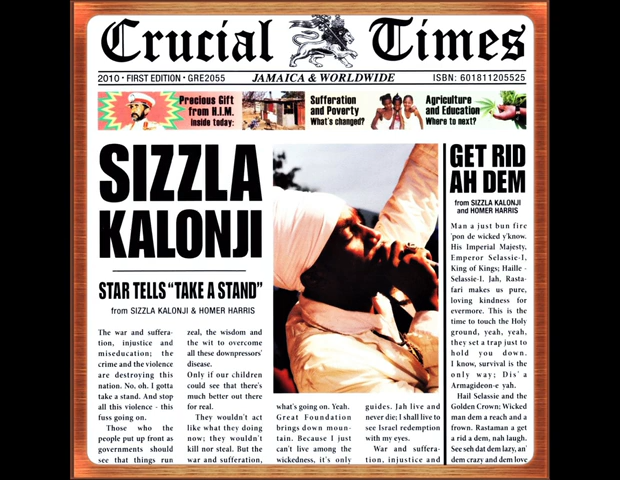 Crucial Times
2010 • FIRST EDITION • GRE2055
JAMAICA & WORLDWIDE
ISBN: 601811205525
Precious Gift
from H.I.M.
inside today:
Sufferation
and Poverty
What's changed?
Agriculture
and Education
Where to next?
SIZZLA
KALONJI
STAR TELLS “TAKE A STAND”
from SIZZLA KALONJI & HOMER HARRIS
The war and suffera-
tion, injustice and
miseducation; the
crime and the violence
are destroying this
nation. No, oh. I gotta
take a stand. And stop
all this violence - this
fuss going on.
Those who the
people put up front as
governments should
see that things run
zeal, the wisdom and
the wit to overcome
all these downpressors'
disease.
Only if our children
could see that there's
much better out there
for real.
They wouldn't act
like what they doing
now; they wouldn't
kill nor steal. But the
war and sufferation,
what's going on. Yeah.
Great Foundation
brings down moun-
tain. Because I just
can't live among the
wickedness, it's only
guides. Jah live and
never die; I shall live to
see Israel redemption
with my eyes.
War and suffera-
tion, injustice and
GET RID
AH DEM
from SIZZLA KALONJI
and HOMER HARRIS
Man a just bun fire
'pon de wicked y'know.
His Imperial Majesty,
Emperor Selassie-I,
King of Kings; Haille -
Selassie-I. Jah, Rasta-
fari makes us pure,
loving kindness for
evermore. This is the
time to touch the Holy
ground, yeah, yeah,
they set a trap just to
hold you down.
I know, survival is the
only way; Dis' a
Armagideon-e yah.
Hail Selassie and the
Golden Crown; Wicked
man dem a reach and a
frown. Rastaman a get
a rid a dem, nah laugh.
See seh dat dem lazy, an'
dem crazy and dem love